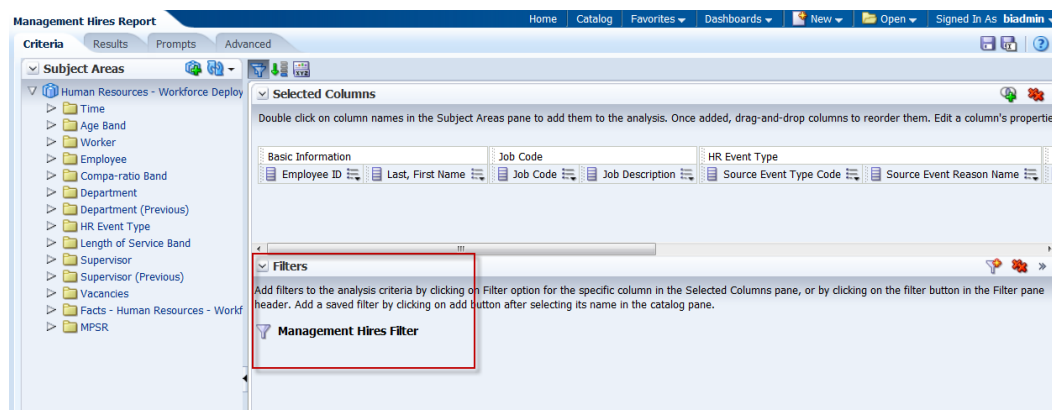 Management Hires Report
Home Catalog Favorites Dashboards New Open Signed In As biadmin
Criteria Results Prompts Advanced
Subject Areas
Human Resources - Workforce Deploy
Time
Age Band
Worker
Employee
Compa-ratio Band
Department
Department (Previous)
HR Event Type
Length of Service Band
Supervisor
Supervisor (Previous)
Vacancies
Facts - Human Resources - Workf
MPSR
Selected Columns
Double click on column names in the Subject Areas pane to add them to the analysis. Once added, drag-and-drop columns to reorder them. Edit a column's propertie
Basic Information Job Code HR Event Type
Employee ID Last, First Name Job Code Job Description Source Event Type Code Source Event Reason Name
Filters
Add filters to the analysis criteria by clicking on Filter option for the specific column in the Selected Columns pane, or by clicking on the filter button in the Filter pane
header. Add a saved filter by clicking on add button after selecting its name in the catalog pane.
Management Hires Filter